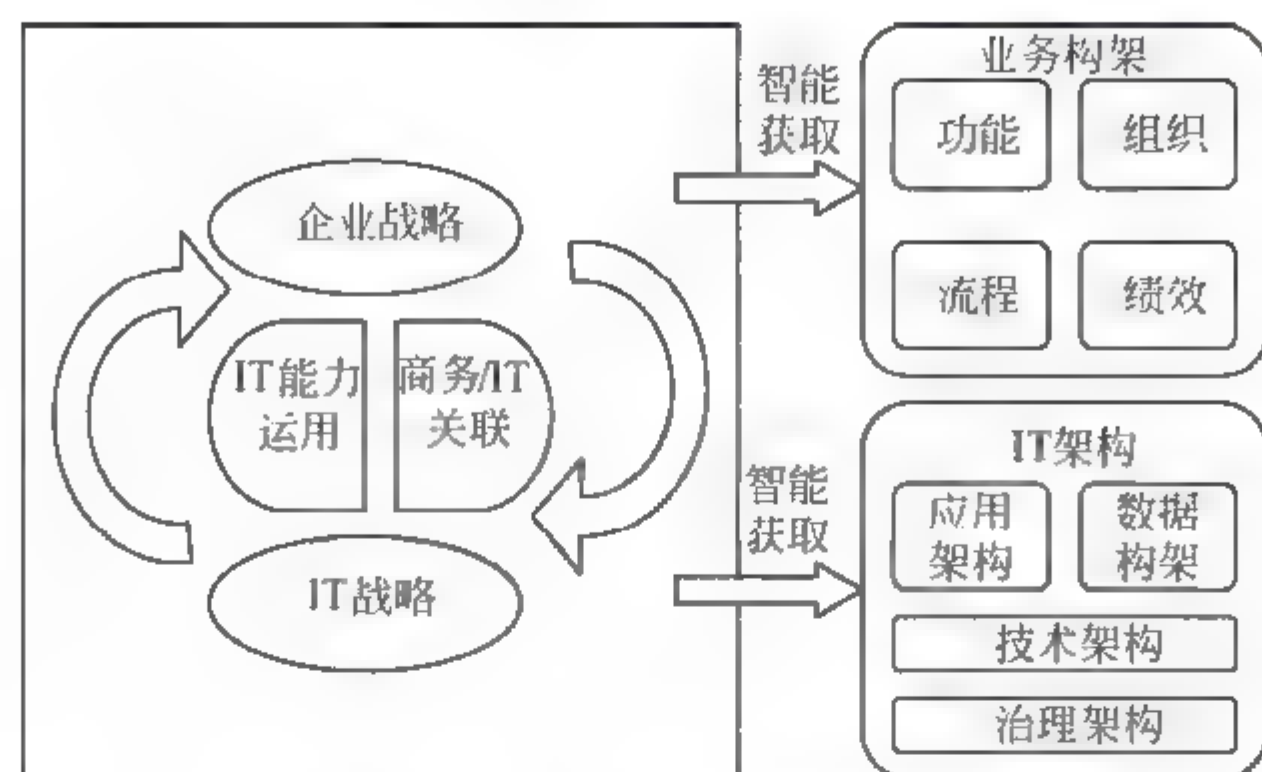 企业战略
IT能力
运用
商务/IT
关联
IT战略
智能
获取
业务构架
功能
组织
流程
绩效
智能
获取
IT架构
应用
架构
数据
构架
技术架构
治理架构